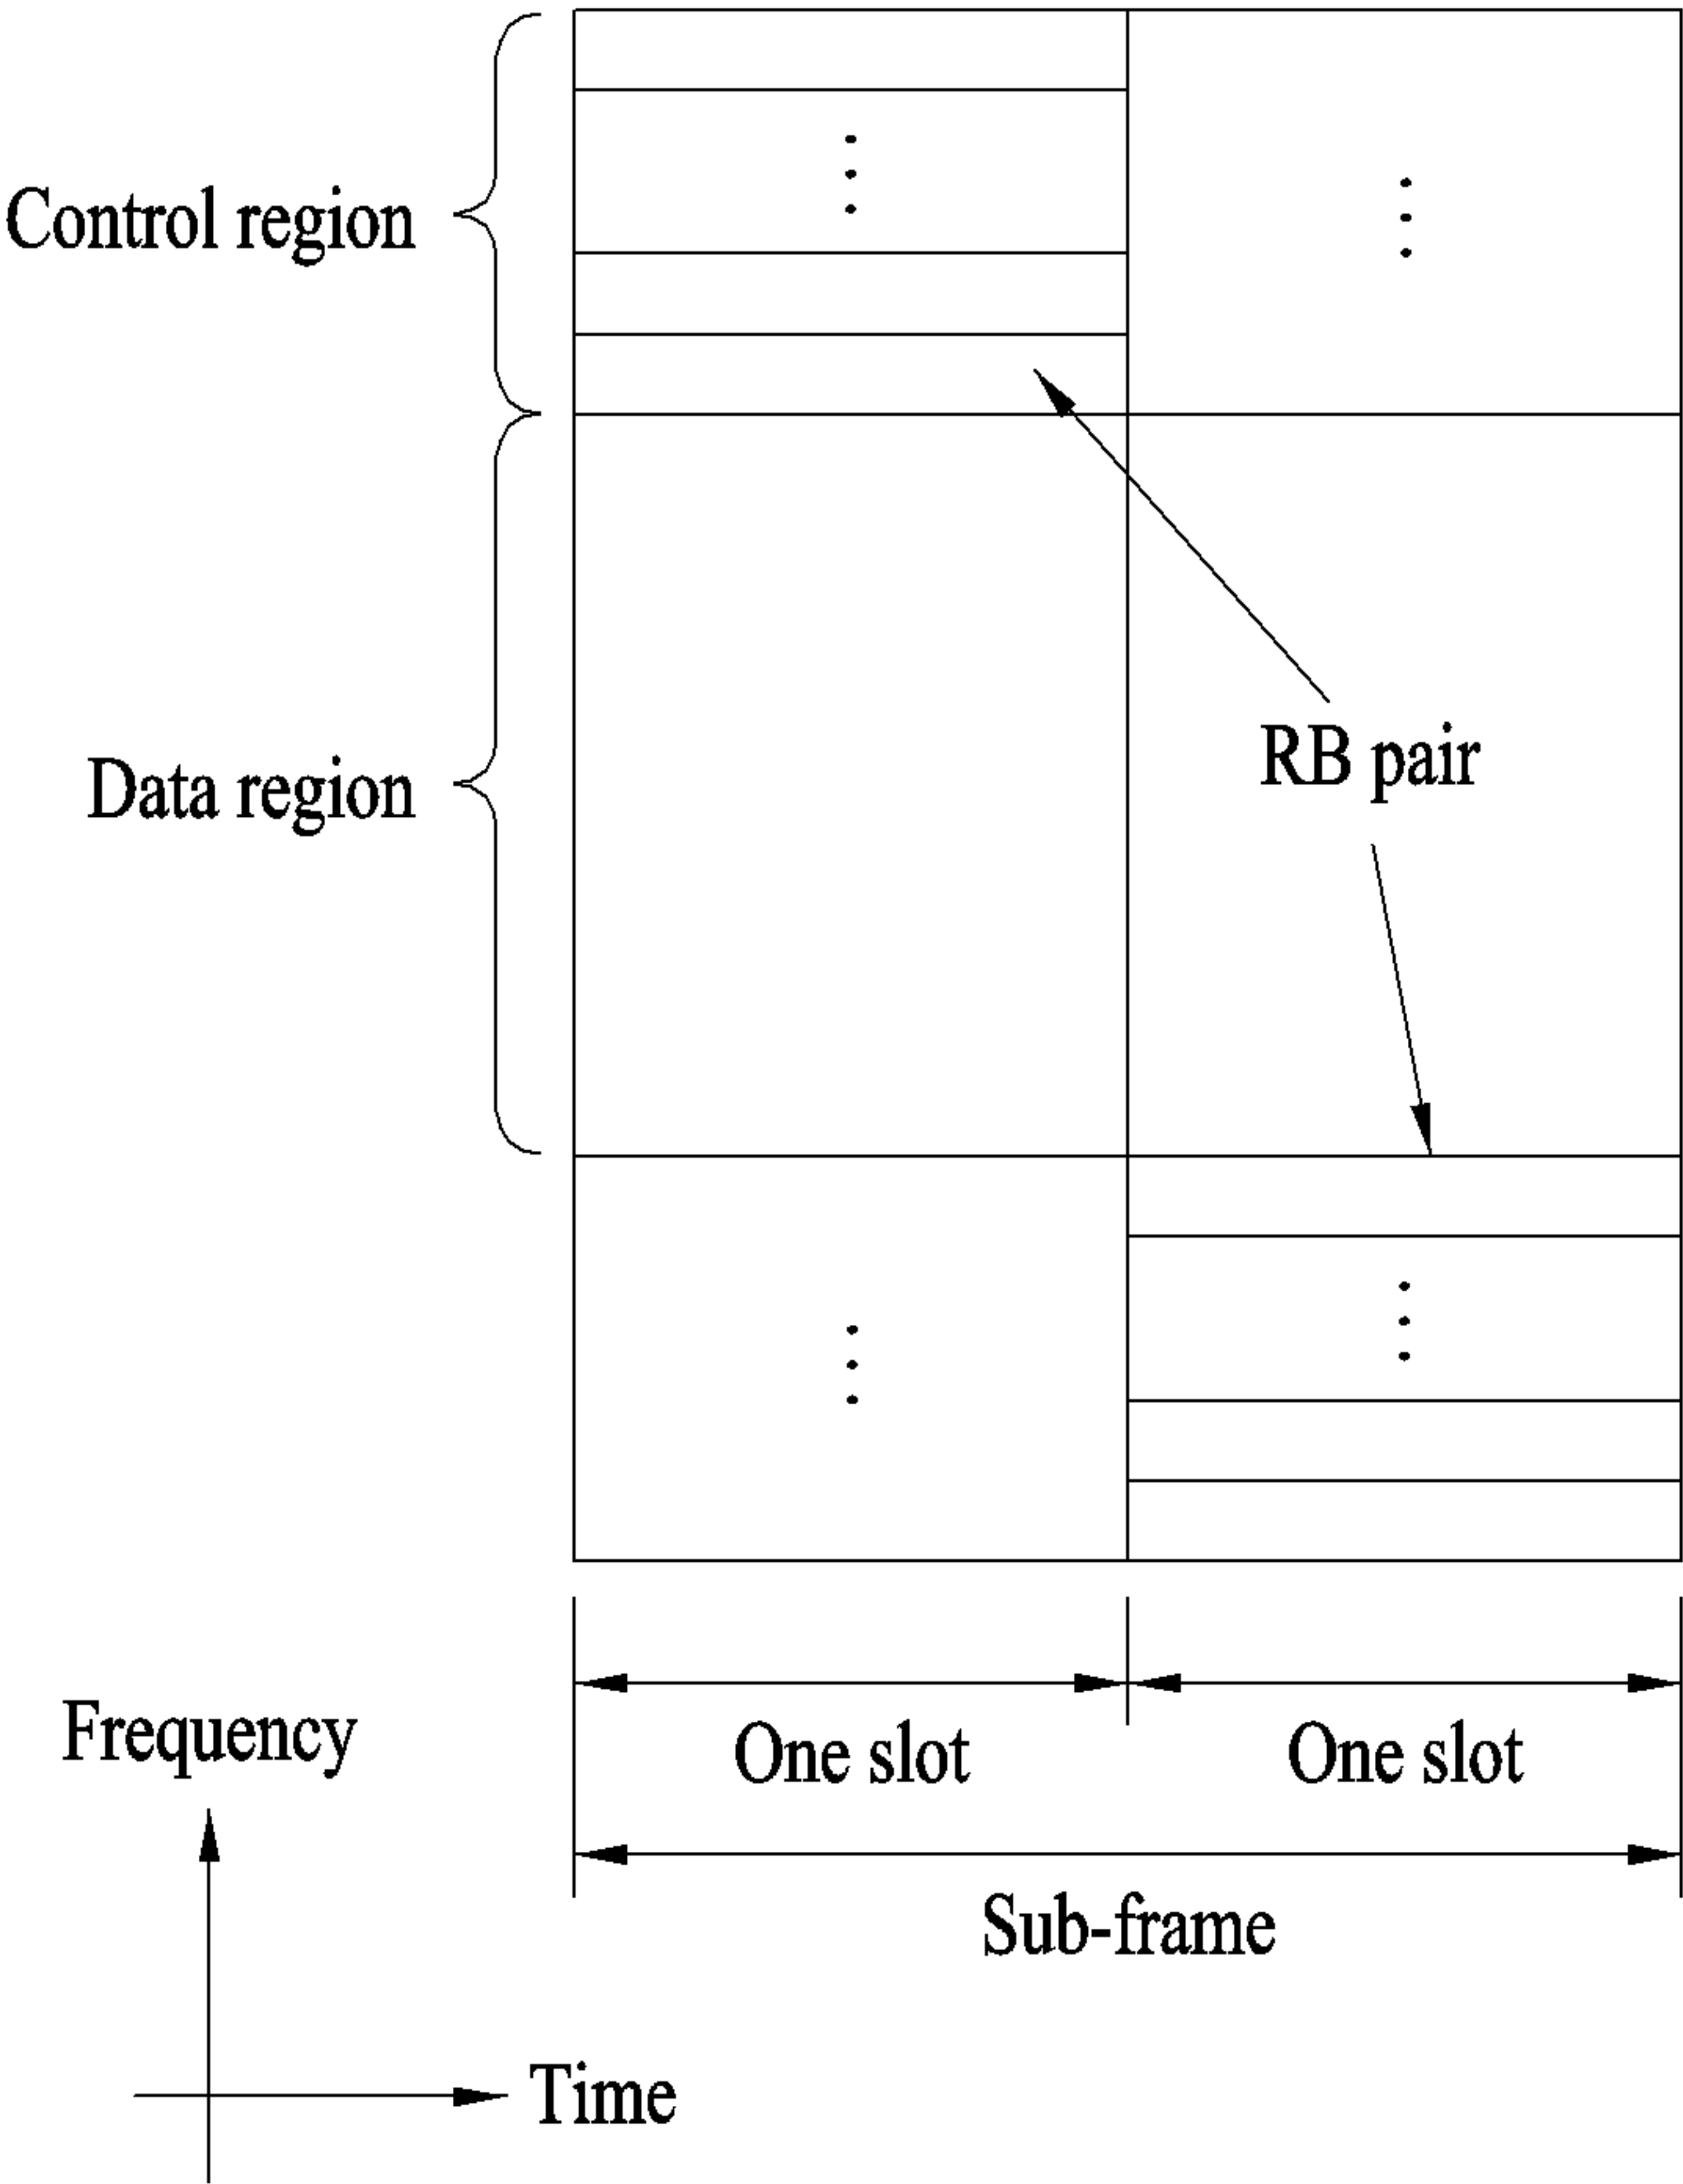 Control region
Data region
RB pair
One slot
One slot
Frequency
Sub-frame
Time